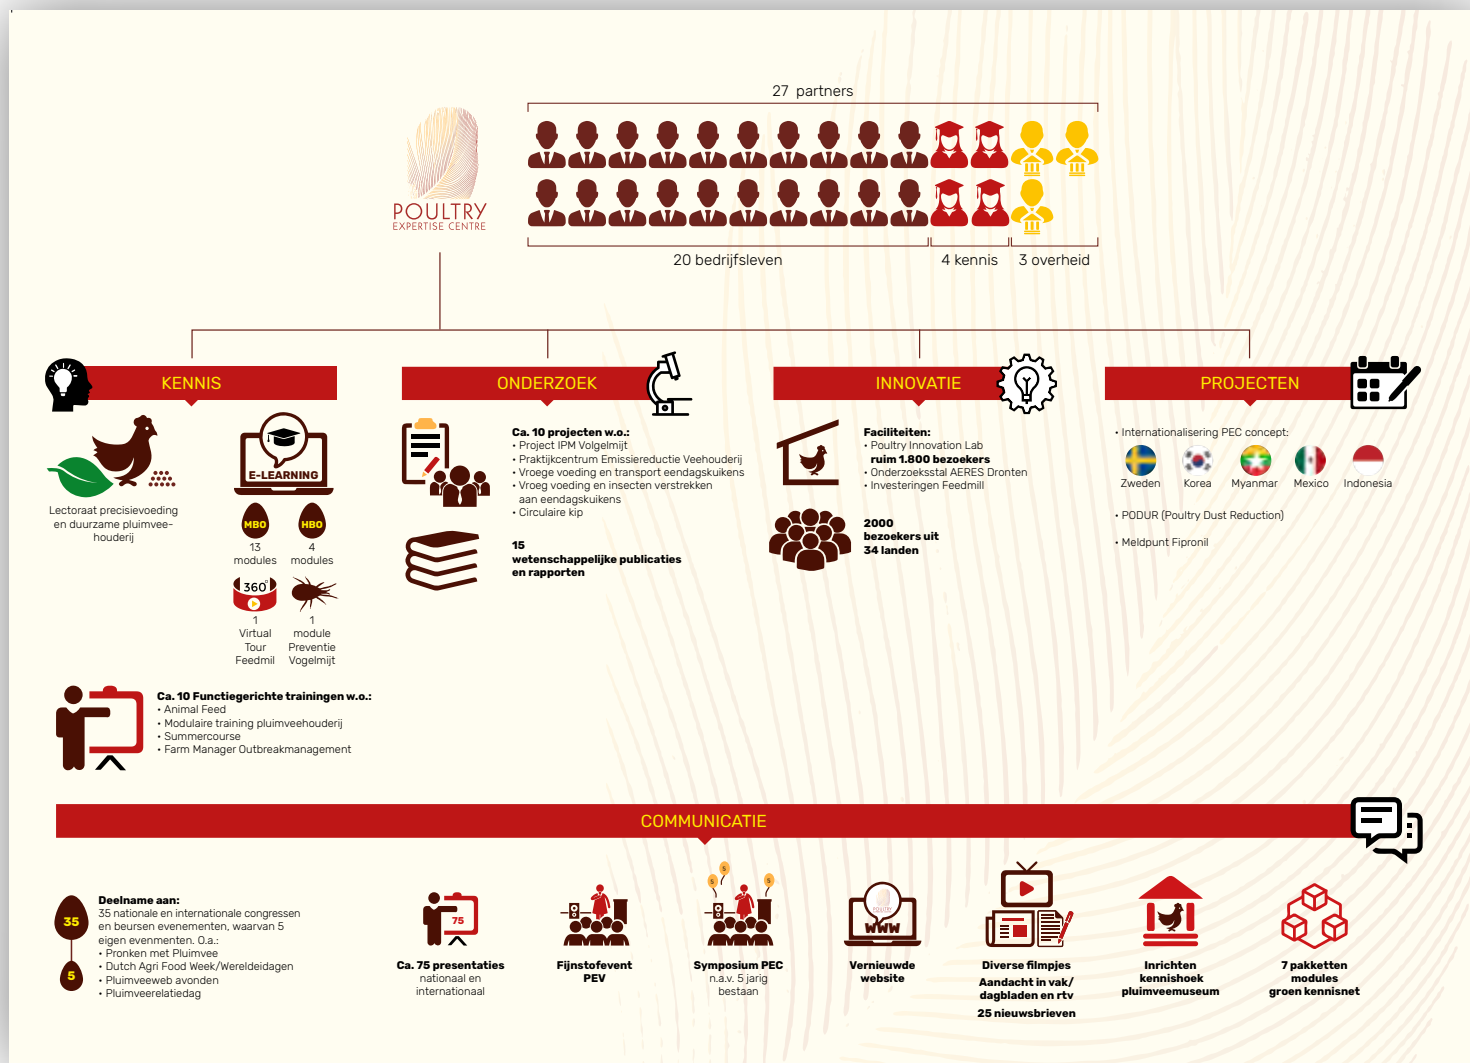 27 partners
POULTRY
EXPERTISE CENTRE
20 bedrijfsleven
4 kennis
3 overheid
KENNIS
E-LEARNING
Lectoraat precisievoeding
en duurzame pluimvee-
houderij
MBO
HBO
13
modules
4
modules
360°
1
Virtual
Tour
Feedmil
1
module
Preventie
Vogelmijt
Ca. 10 Functiegerichte trainingen w.o.:
• Animal Feed
• Modulaire training pluimveehouderij
• Summercourse
• Farm Manager Outbreakmanagement
ONDERZOEK
Ca. 10 projecten w.o.:
• Project IPM Volgelmijt
• Praktijkcentrum Emissiereductie Veehouderij
• Vroege voeding en transport eendagskuikens
• Vroeg voeding en insecten verstrekken
aan eendagskuikens
• Circulaire kip
15
wetenschappelijke publicaties
en rapporten
INNOVATIE
Faciliteiten:
• Poultry Innovation Lab
ruim 1.800 bezoekers
• Onderzoeksstal AERES Dronten
• Investeringen Feedmill
2000
bezoekers uit
34 landen
PROJECTEN
• Internationalisering PEC concept:
Zweden
Korea
Myanmar
Mexico
Indonesia
• PODUR (Poultry Dust Reduction)
• Meldpunt Fipronil
COMMUNICATIE
35
5
Deelname aan:
35 nationale en internationale congressen
en beursen evenementen, waarvan 5
eigen evenmenten. O.a.:
• Pronken met Pluimvee
• Dutch Agri Food Week/Wereldeidagen
• Pluimveeweb avonden
• Pluimveerelatiedag
75
Ca. 75 presentaties
nationaal en
internationaal
Fijnstofevent
PEV
5
5
5
Symposium PEC
n.a.v. 5 jarig
bestaan
POULTRY
WWW
Vernieuwde
website
Diverse filmpjes
Aandacht in vak/
dagbladen en rtv
25 nieuwsbrieven
Inrichten
kennishoek
pluimveemuseum
7 pakketten
modules
groen kennisnet